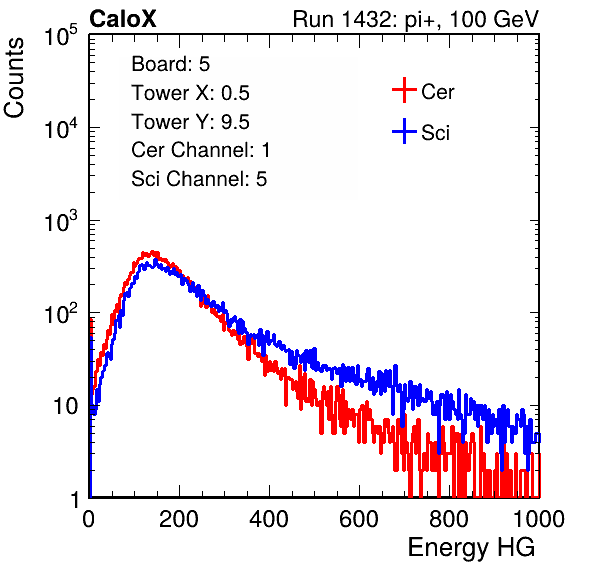 CaloX Run 1432: pi+, 100 GeV
Counts
Board: 5
Tower X: 0.5
Tower Y: 9.5
Cer Channel: 1
Sci Channel: 5
Cer
Sci
10^5
10^4
10^3
10^2
10
1
0 200 400 600 800 1000
Energy HG